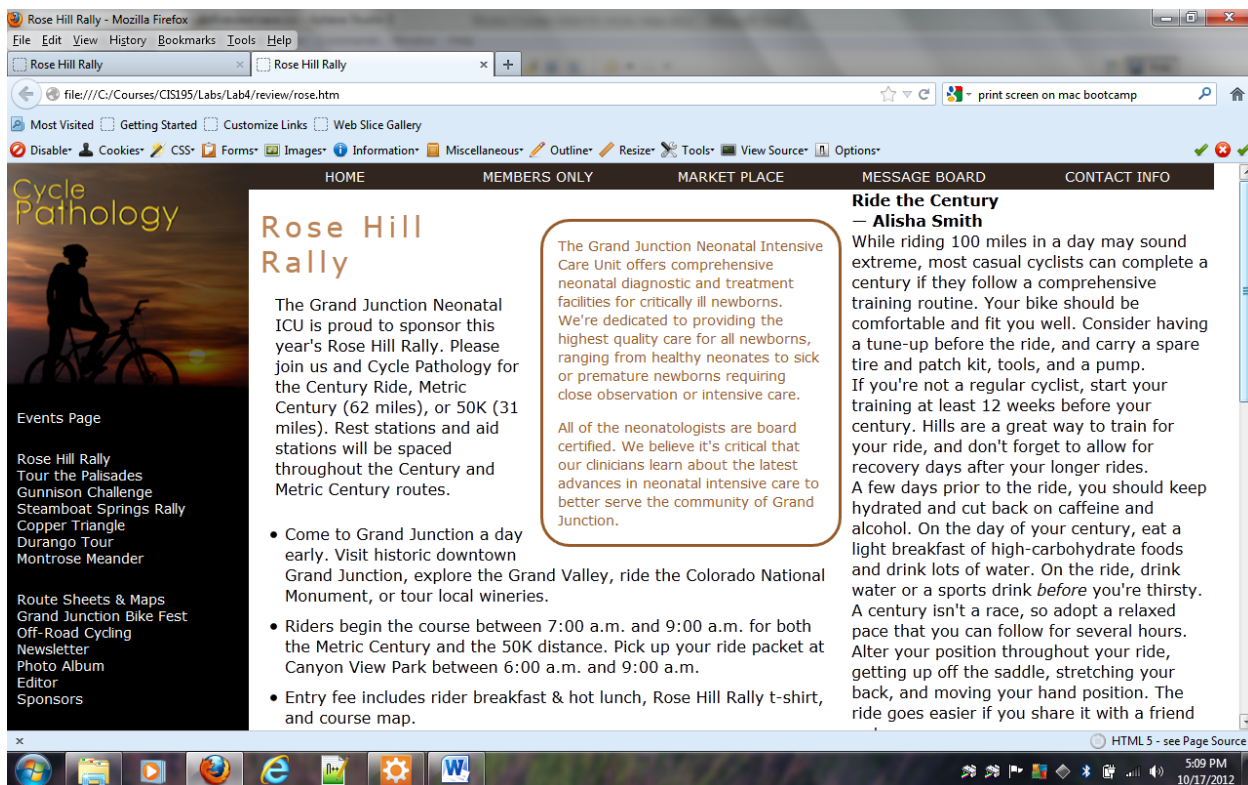 Rose Hill Rally - Mozilla Firefox
File Edit View History Bookmarks Tools Help
Rose Hill Rally × Rose Hill Rally × +
file:///C:/Courses/CIS195/Labs/Lab4/review/rose.htm print screen on mac bootcamp
Most Visited Getting Started Customize Links Web Slice Gallery
Disable Cookies CSS Forms Images Information Miscellaneous Outline Resize Tools View Source Options
Cycle
Pathology
HOME MEMBERS ONLY MARKET PLACE MESSAGE BOARD CONTACT INFO
Events Page
Rose Hill Rally
Tour the Palisades
Gunnison Challenge
Steamboat Springs Rally
Copper Triangle
Durango Tour
Montrose Meander
Route Sheets & Maps
Grand Junction Bike Fest
Off-Road Cycling
Newsletter
Photo Album
Editor
Sponsors
Rose Hill
Rally
The Grand Junction Neonatal
ICU is proud to sponsor this
year's Rose Hill Rally. Please
join us and Cycle Pathology for
the Century Ride, Metric
Century (62 miles), or 50K (31
miles). Rest stations and aid
stations will be spaced
throughout the Century and
Metric Century routes.
The Grand Junction Neonatal Intensive
Care Unit offers comprehensive
neonatal diagnostic and treatment
facilities for critically ill newborns.
We're dedicated to providing the
highest quality care for all newborns,
ranging from healthy neonates to sick
or premature newborns requiring
close observation or intensive care.
All of the neonatologists are board
certified. We believe it's critical that
our clinicians learn about the latest
advances in neonatal intensive care to
better serve the community of Grand
Junction.
• Come to Grand Junction a day
early. Visit historic downtown
Grand Junction, explore the Grand Valley, ride the Colorado National
Monument, or tour local wineries.
• Riders begin the course between 7:00 a.m. and 9:00 a.m. for both
the Metric Century and the 50K distance. Pick up your ride packet at
Canyon View Park between 6:00 a.m. and 9:00 a.m.
• Entry fee includes rider breakfast & hot lunch, Rose Hill Rally t-shirt,
and course map.
Ride the Century
— Alisha Smith
While riding 100 miles in a day may sound
extreme, most casual cyclists can complete a
century if they follow a comprehensive
training routine. Your bike should be
comfortable and fit you well. Consider having
a tune-up before the ride, and carry a spare
tire and patch kit, tools, and a pump.
If you're not a regular cyclist, start your
training at least 12 weeks before your
century. Hills are a great way to train for
your ride, and don't forget to allow for
recovery days after your longer rides.
A few days prior to the ride, you should keep
hydrated and cut back on caffeine and
alcohol. On the day of your century, eat a
light breakfast of high-carbohydrate foods
and drink lots of water. On the ride, drink
water or a sports drink before you're thirsty.
A century isn't a race, so adopt a relaxed
pace that you can follow for several hours.
Alter your position throughout your ride,
getting up off the saddle, stretching your
back, and moving your hand position. The
ride goes easier if you share it with a friend
× HTML 5 - see Page Source
5:09 PM
10/17/2012